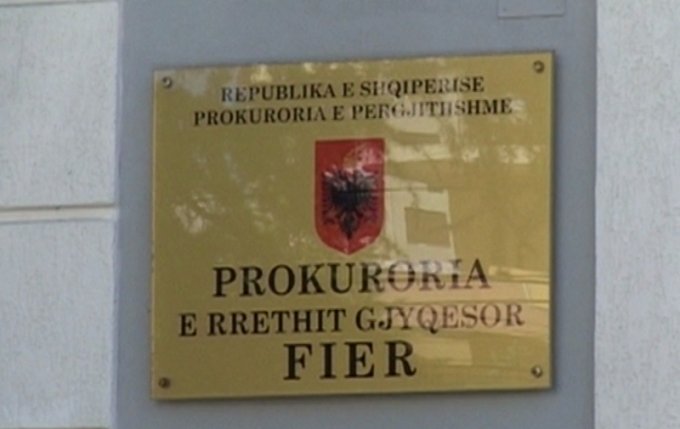 REPUBLIKA E SHQIPERISE
PROKURORIA E PERGJITHSHME
PROKURORIA
E RRETHIT GJYQESOR
FIER